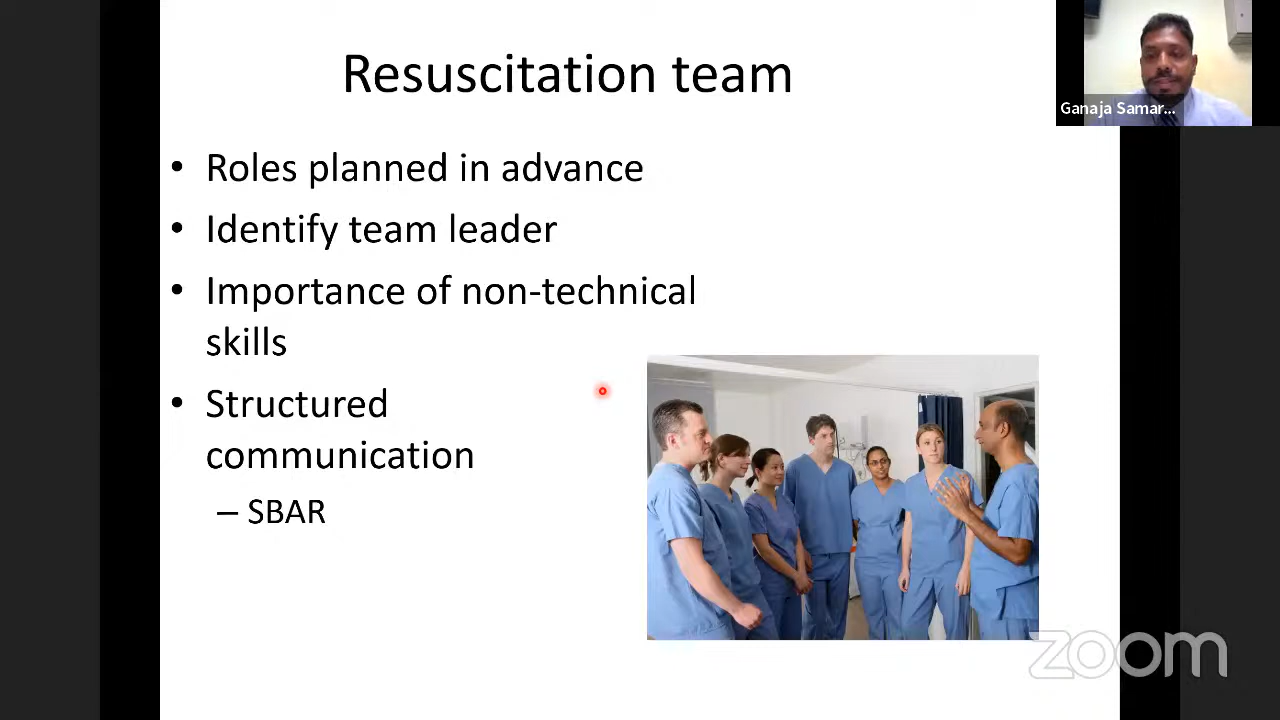 Resuscitation team
Ganaja Samar...
• Roles planned in advance
• Identify team leader
• Importance of non-technical
skills
• Structured
communication
– SBAR
zoom